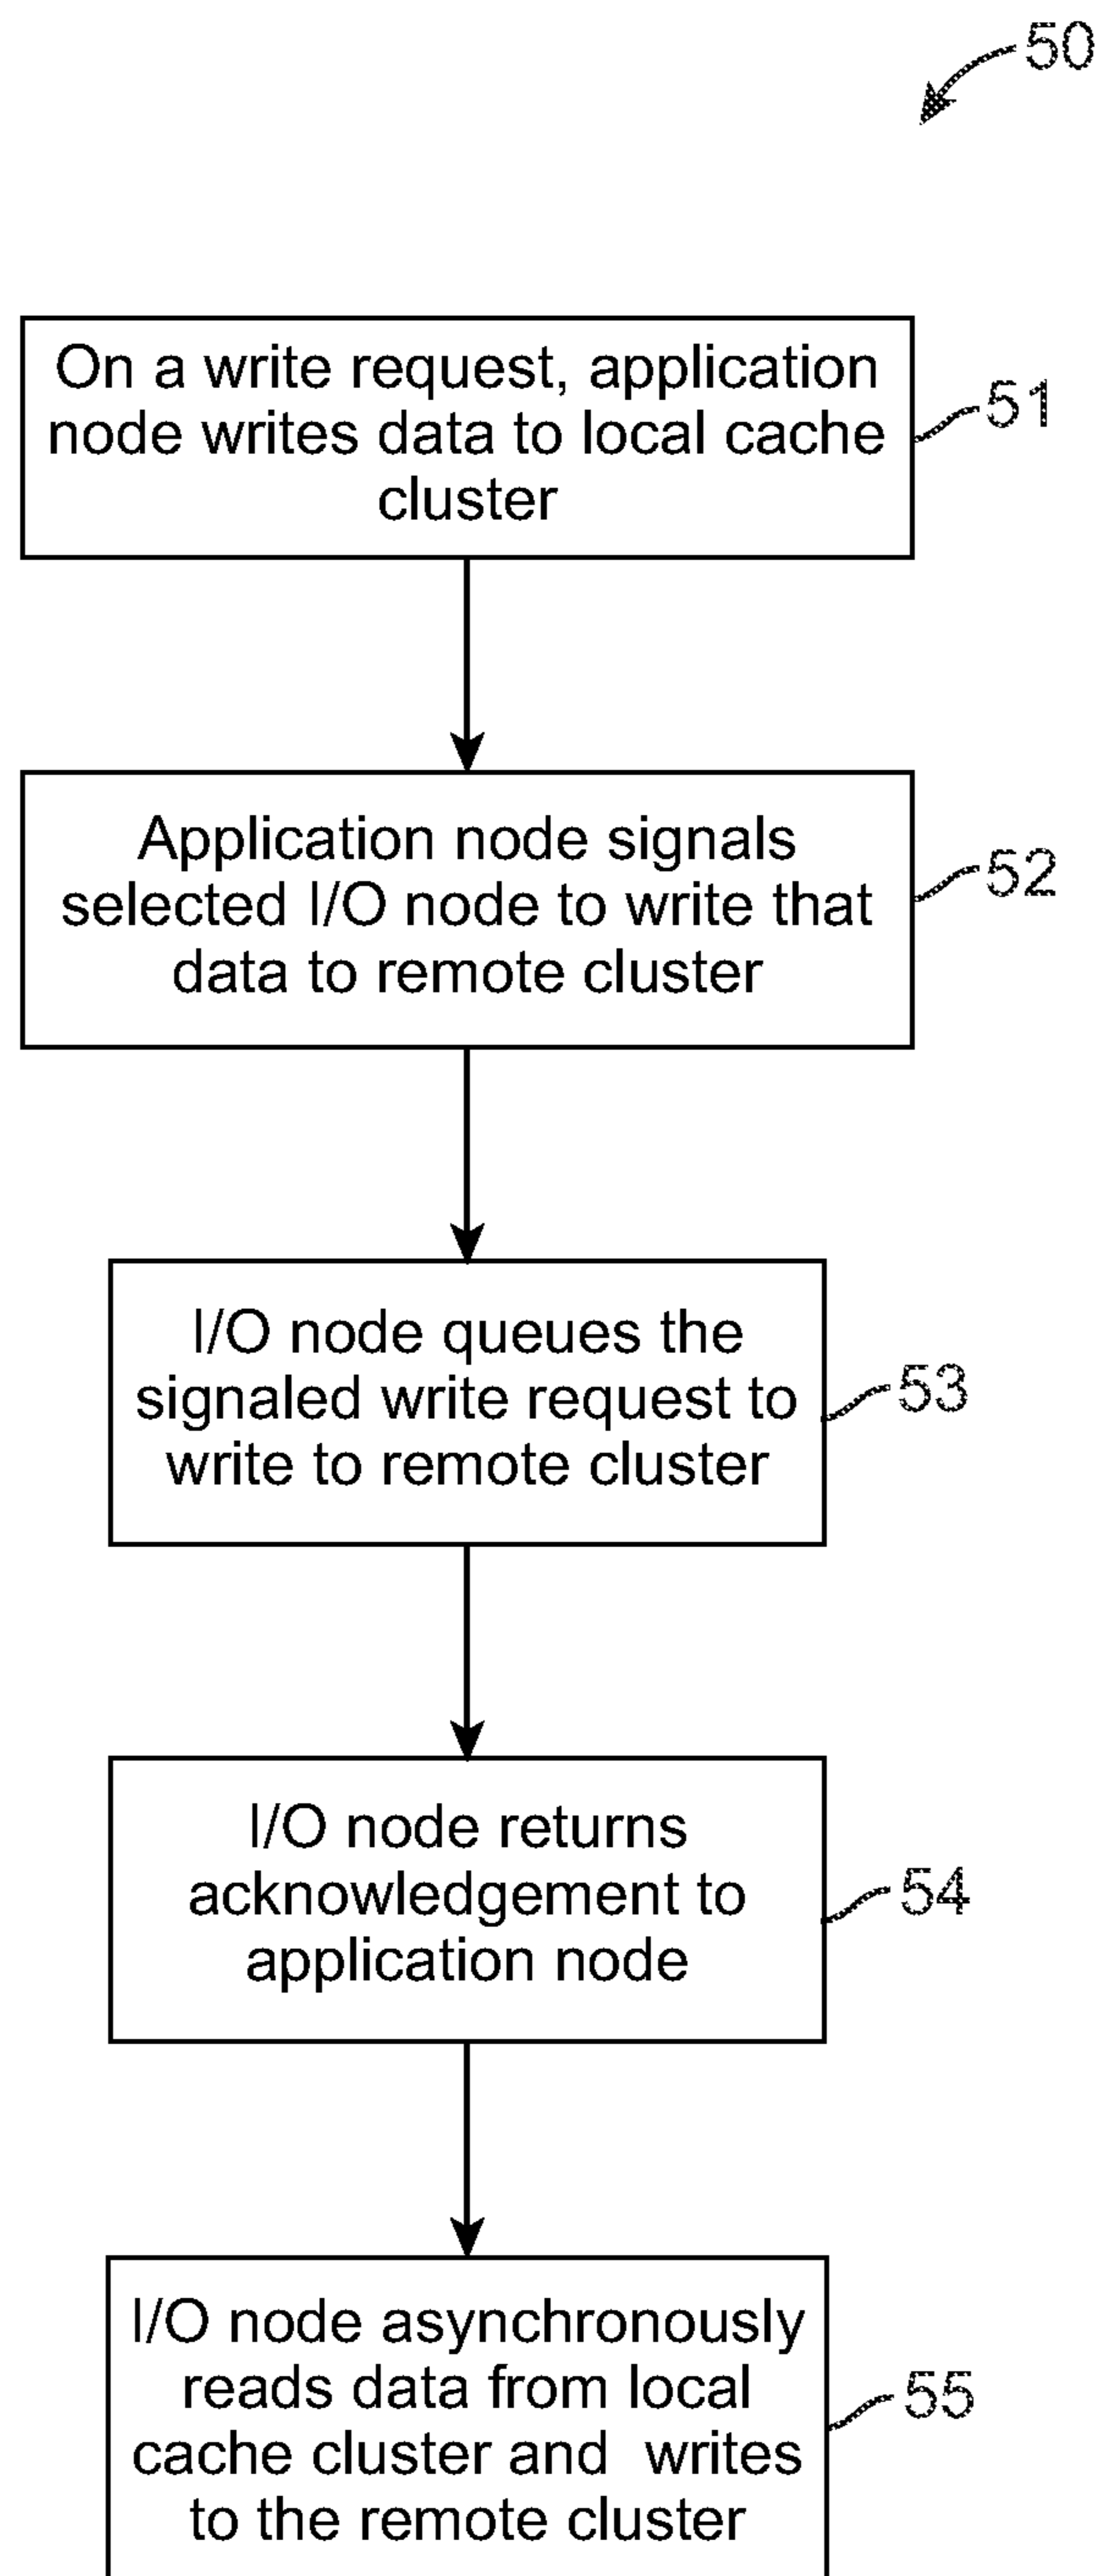 50
On a write request, application
node writes data to local cache
cluster
51
Application node signals
selected I/O node to write that
data to remote cluster
52
I/O node queues the
signaled write request to
write to remote cluster
53
I/O node returns
acknowledgement to
application node
54
I/O node asynchronously
reads data from local
cache cluster and writes
to the remote cluster
55